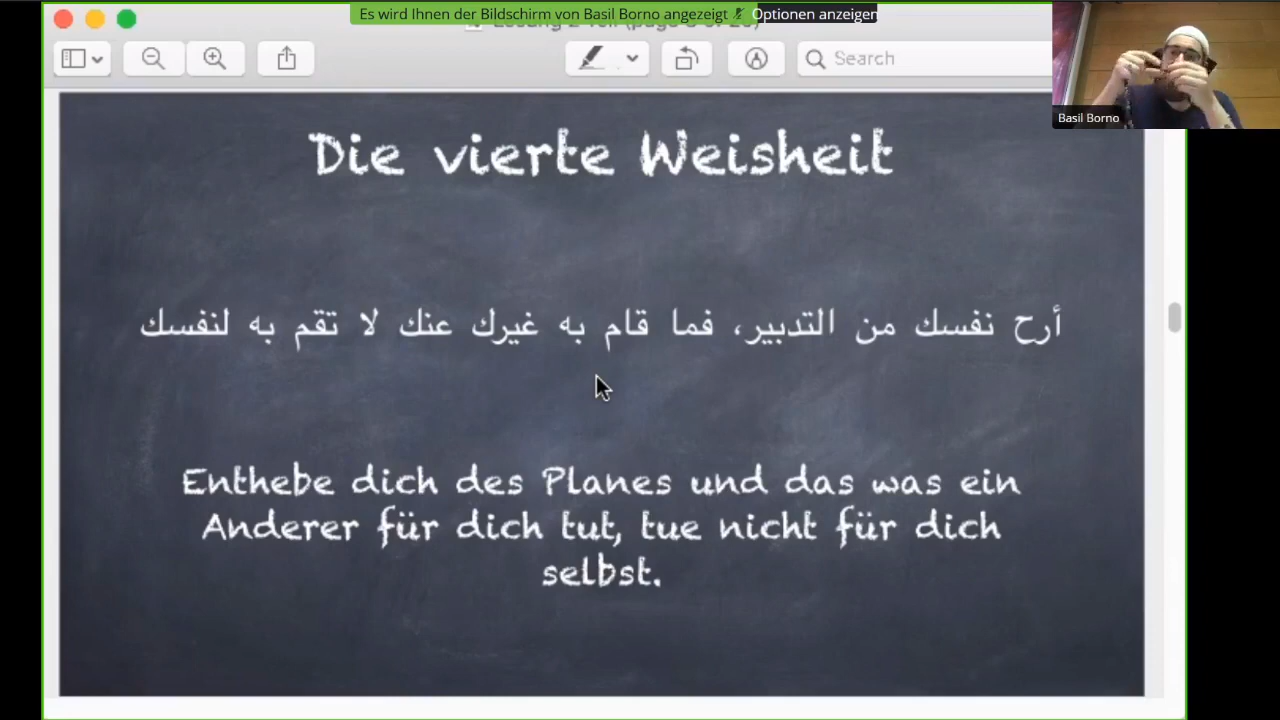 Es wird Ihnen der Bildschirm von Basil Borno angezeigt
Optionen anzeigen
Search
Basil Borno
Die vierte Weisheit
أرح نفسك من التدبير، فما قام به غيرك عنك لا تقم به لنفسك
Enthebe dich des Planes und das was ein
Anderer für dich tut, tue nicht für dich
selbst.